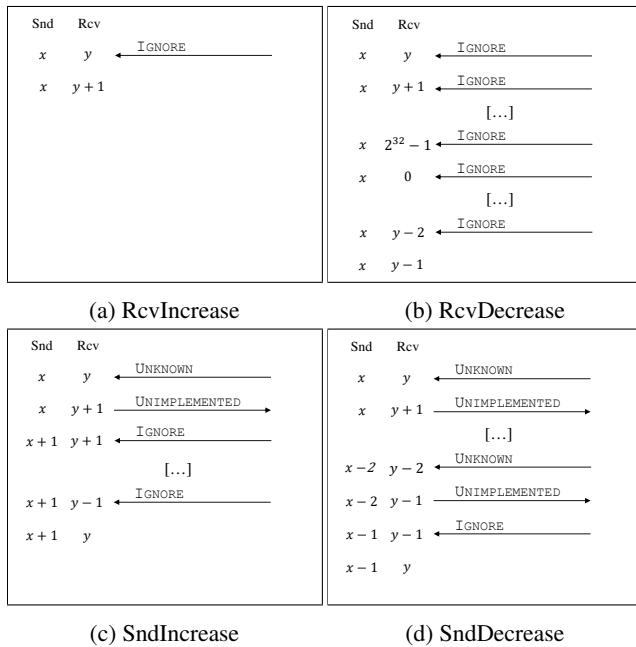 Snd Rcv
x y IGNORE
x y + 1
(a) RcvIncrease
Snd Rcv
x y IGNORE
x y + 1 IGNORE
[…]
x 2³² − 1 IGNORE
x 0 IGNORE
[…]
x y − 2 IGNORE
x y − 1
(b) RcvDecrease
Snd Rcv
x y UNKNOWN
x y + 1 UNIMPLEMENTED
x + 1 y + 1 IGNORE
[…]
x + 1 y − 1 IGNORE
x + 1 y
(c) SndIncrease
Snd Rcv
x y UNKNOWN
x y + 1 UNIMPLEMENTED
[…]
x − 2 y − 2 UNKNOWN
x − 2 y − 1 UNIMPLEMENTED
x − 1 y − 1 IGNORE
x − 1 y
(d) SndDecrease